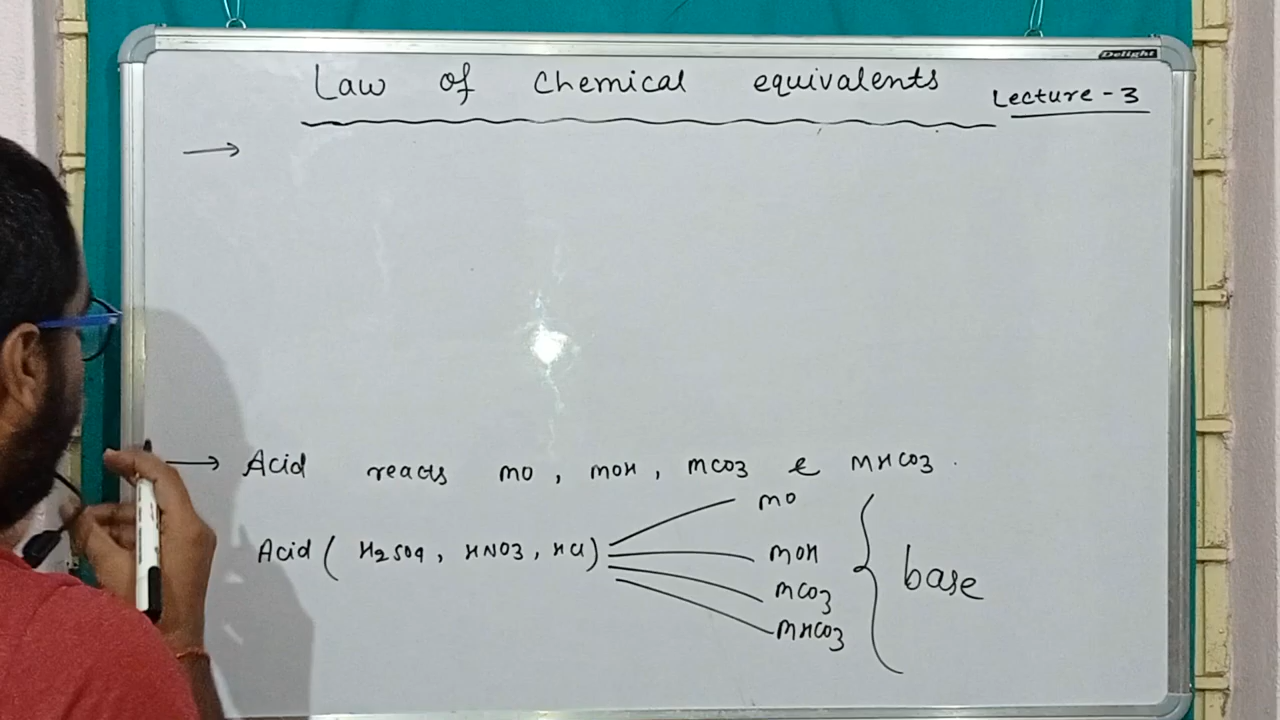 Delight
Law of Chemical equivalents Lecture - 3
→
→ Acid reacts MO, MOH, MCO3 & MHCO3.
MO
Acid ( H2SO4, HNO3, HCl) MOH
MCO3 base
MHCO3